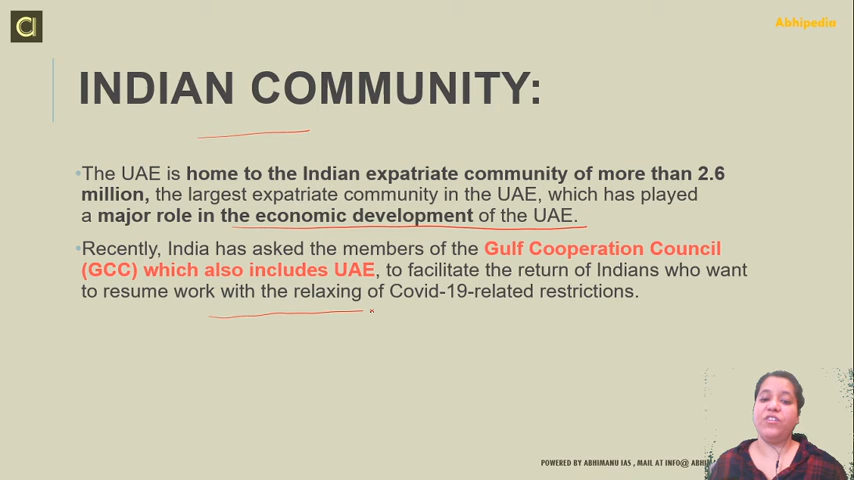 Abhipedia
INDIAN COMMUNITY:
•The UAE is home to the Indian expatriate community of more than 2.6
million, the largest expatriate community in the UAE, which has played
a major role in the economic development of the UAE.
•Recently, India has asked the members of the Gulf Cooperation Council
(GCC) which also includes UAE, to facilitate the return of Indians who want
to resume work with the relaxing of Covid-19-related restrictions.
POWERED BY ABHIMANU IAS , MAIL AT INFO@ ABHI